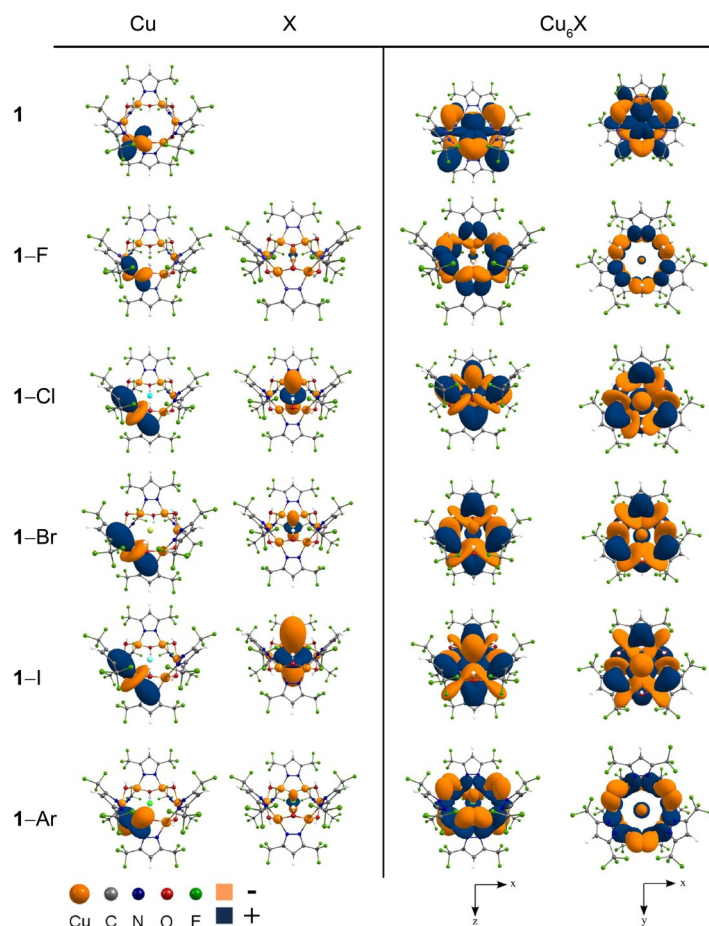 Cu X Cu₆X
1
1–F
1–Cl
1–Br
1–I
1–Ar
Cu C N O F - +
x
z
x
y